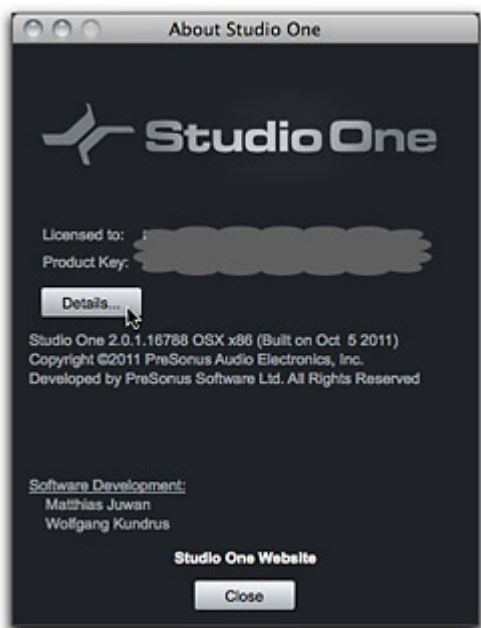 About Studio One
Studio One
Licensed to:
Product Key:
Details...
Studio One 2.0.1.16788 OSX x86 (Built on Oct 5 2011)
Copyright ©2011 PreSonus Audio Electronics, Inc.
Developed by PreSonus Software Ltd. All Rights Reserved
Software Development:
Matthias Juwan
Wolfgang Kundrus
Studio One Website
Close